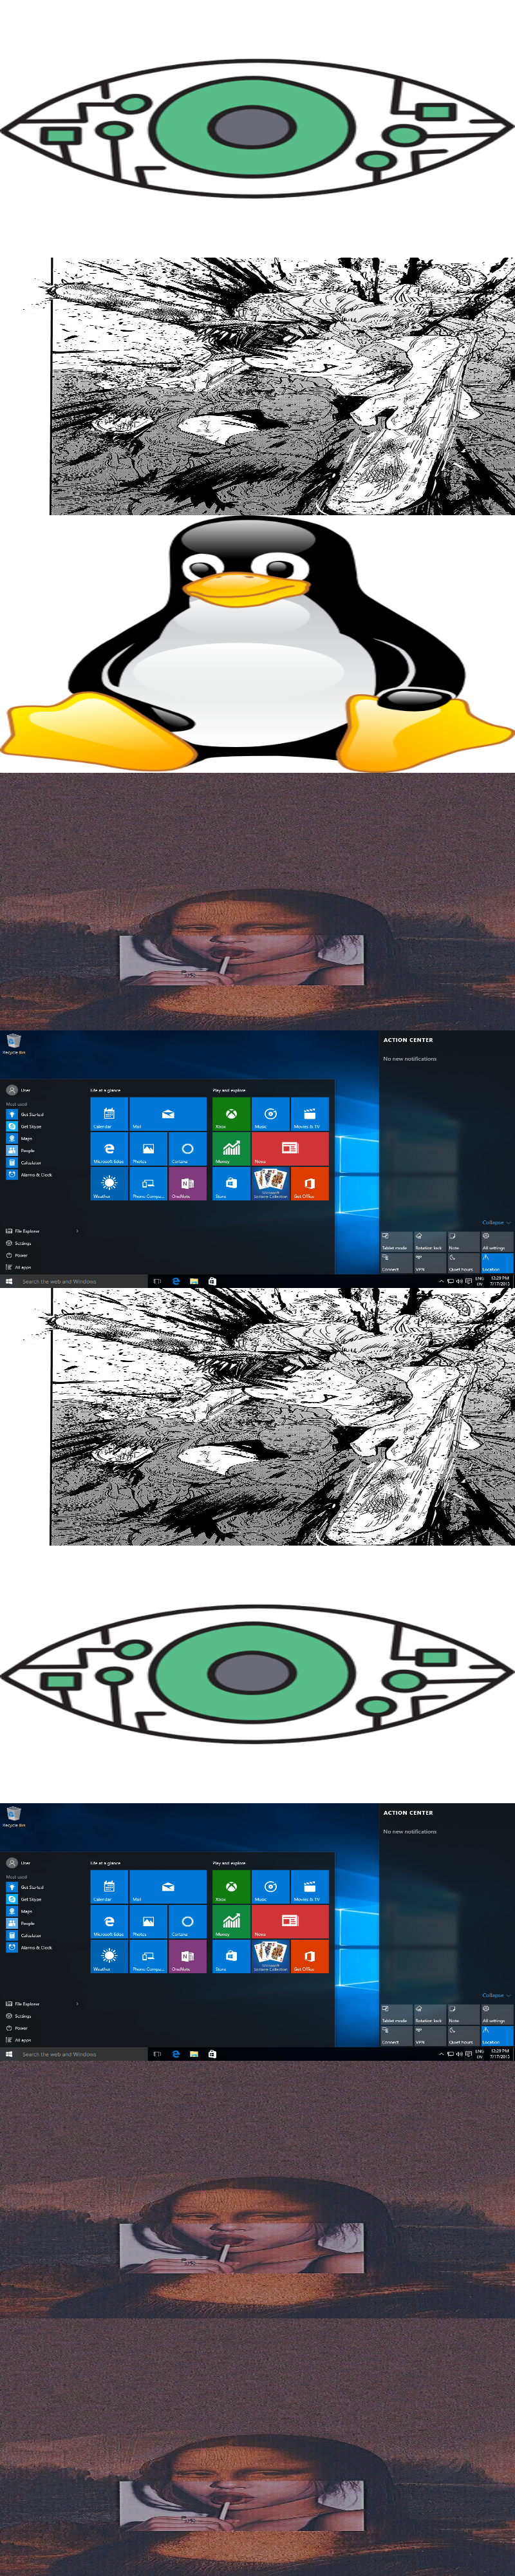 Recycle Bin
ACTION CENTER
No new notifications
User
Life at a glance
Play and explore
Most used
Get Started
Get Skype
Maps
People
Calculator
Alarms & Clock
Calendar
Mail
Xbox
Music
Movies & TV
Microsoft Edge
Photos
Cortana
Money
News
Weather
Phone Compa...
OneNote
Store
Microsoft
Solitaire Collection
Get Office
File Explorer
Settings
Power
All apps
Collapse
Tablet mode
Rotation lock
Note
All settings
Connect
VPN
Quiet hours
Location
Search the web and Windows
ENG
12:29 PM
7/17/2015
Recycle Bin
ACTION CENTER
No new notifications
User
Life at a glance
Play and explore
Most used
Get Started
Get Skype
Maps
People
Calculator
Alarms & Clock
Calendar
Mail
Xbox
Music
Movies & TV
Microsoft Edge
Photos
Cortana
Money
News
Weather
Phone Compa...
OneNote
Store
Microsoft
Solitaire Collection
Get Office
File Explorer
Settings
Power
All apps
Collapse
Tablet mode
Rotation lock
Note
All settings
Connect
VPN
Quiet hours
Location
Search the web and Windows
ENG
12:29 PM
7/17/2015